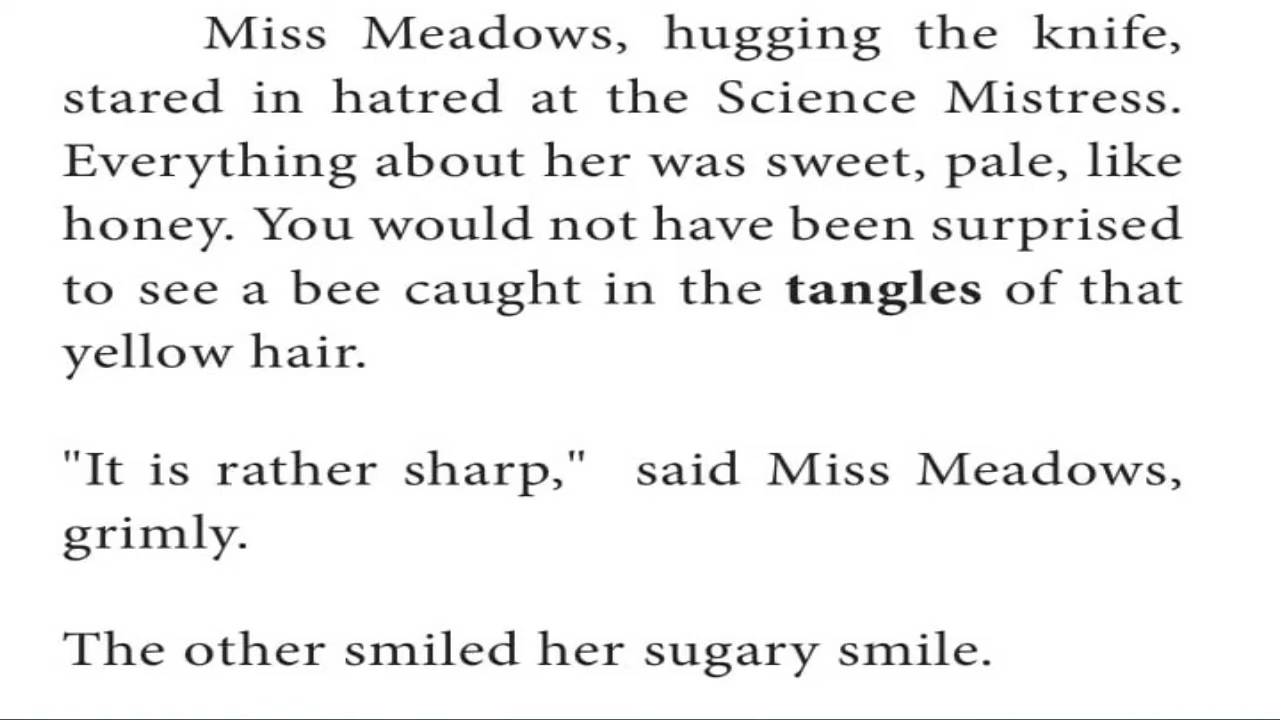 Miss Meadows, hugging the knife,
stared in hatred at the Science Mistress.
Everything about her was sweet, pale, like
honey. You would not have been surprised
to see a bee caught in the tangles of that
yellow hair.
"It is rather sharp," said Miss Meadows,
grimly.
The other smiled her sugary smile.